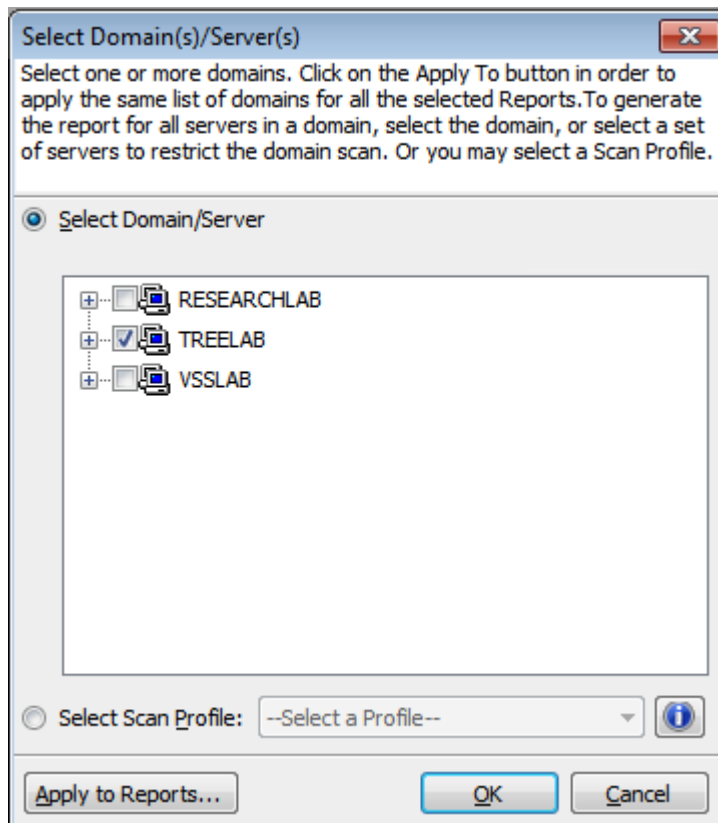 Select Domain(s)/Server(s)
Select one or more domains. Click on the Apply To button in order to
apply the same list of domains for all the selected Reports.To generate
the report for all servers in a domain, select the domain, or select a set
of servers to restrict the domain scan. Or you may select a Scan Profile.
Select Domain/Server
RESEARCHLAB
TREELAB
VSSLAB
Select Scan Profile: --Select a Profile--
Apply to Reports... OK Cancel